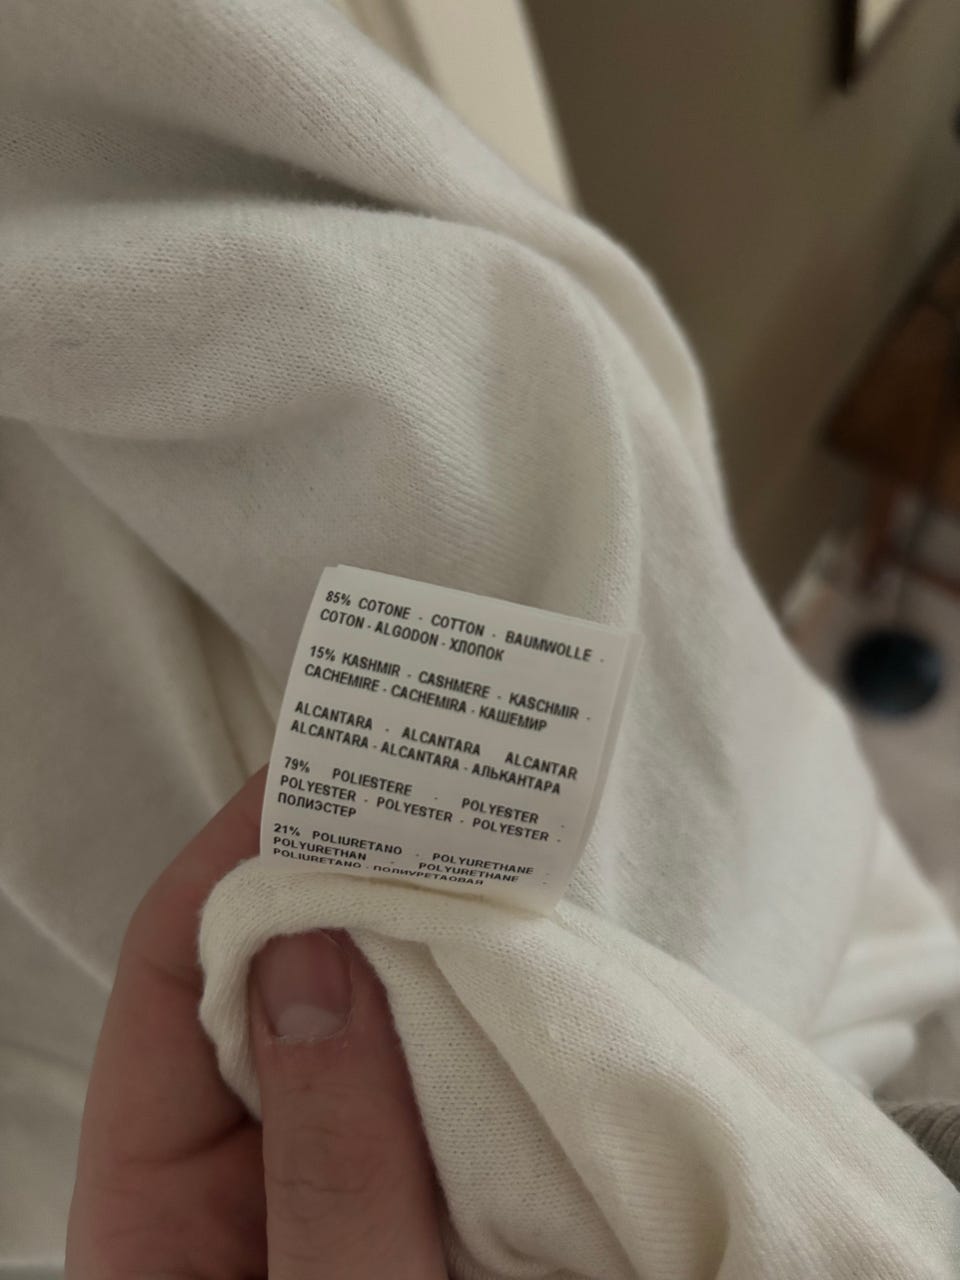 85% COTONE - COTTON - BAUMWOLLE -
COTON - ALGODON - ХЛОПОК
15% KASHMIR - CASHMERE - KASCHMIR -
CACHEMIRE - CACHEMIRA - КАШЕМИР
ALCANTARA - ALCANTARA ALCANTAR
ALCANTARA - ALCANTARA - АЛЬКАНТАРА
79% POLIESTERE - POLYESTER -
POLYESTER - POLYESTER - POLYESTER -
ПОЛИЭСТЕР
21% POLIURETANO - POLYURETHANE -
POLYURETHAN - POLYURETHANE -
POLIURETANO - ПОЛИУРЕТАОВАЯ